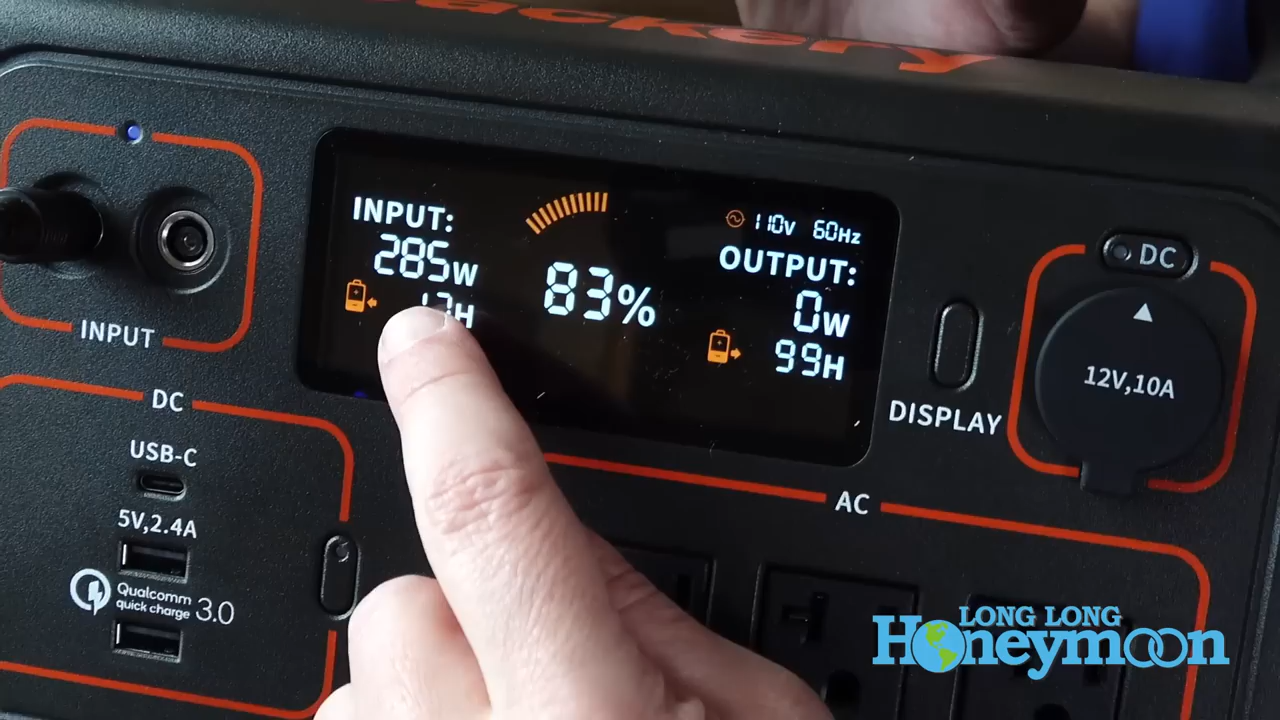 Jackery
INPUT:
285W
H
83%
110V 60Hz
OUTPUT:
0W
99H
INPUT
DC
USB-C
5V,2.4A
Qualcomm
quick charge 3.0
DISPLAY
DC
12V,10A
AC
LONG LONG
Honeymoon